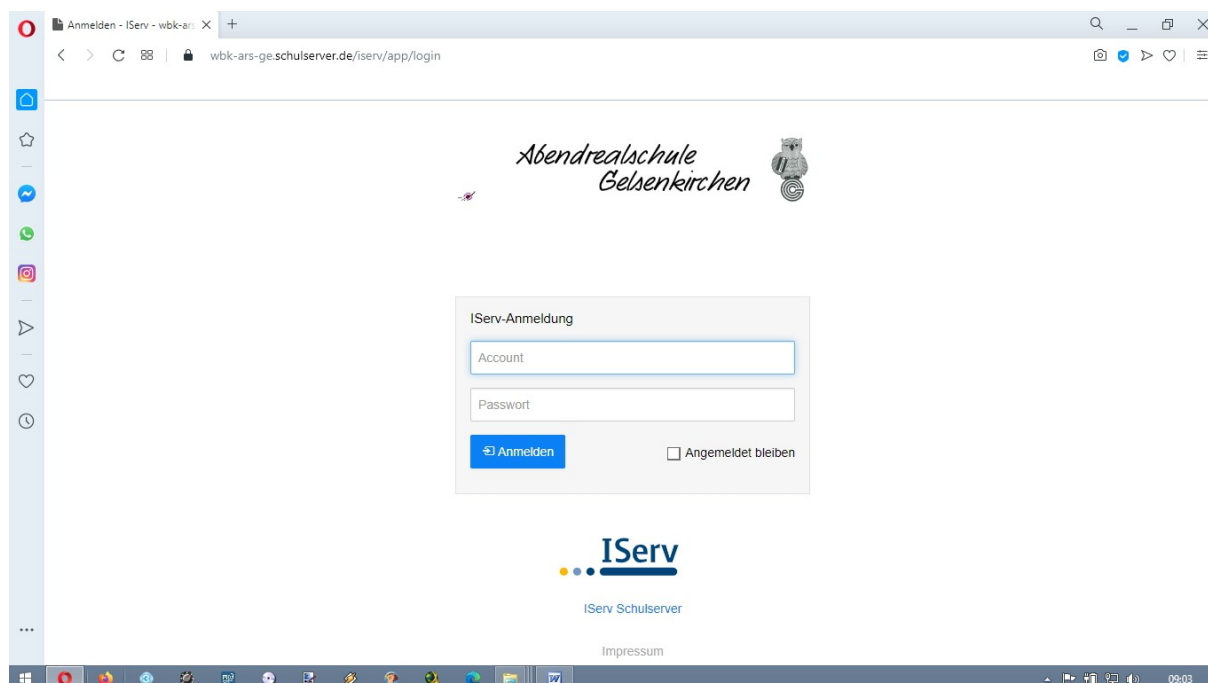 Anmelden - IServ - wbk-ars
wbk-ars-ge.schulserver.de/iserv/app/login
Abendrealschule
Gelsenkirchen
IServ-Anmeldung
Account
Passwort
Anmelden
Angemeldet bleiben
IServ
IServ Schulserver
Impressum
09:03